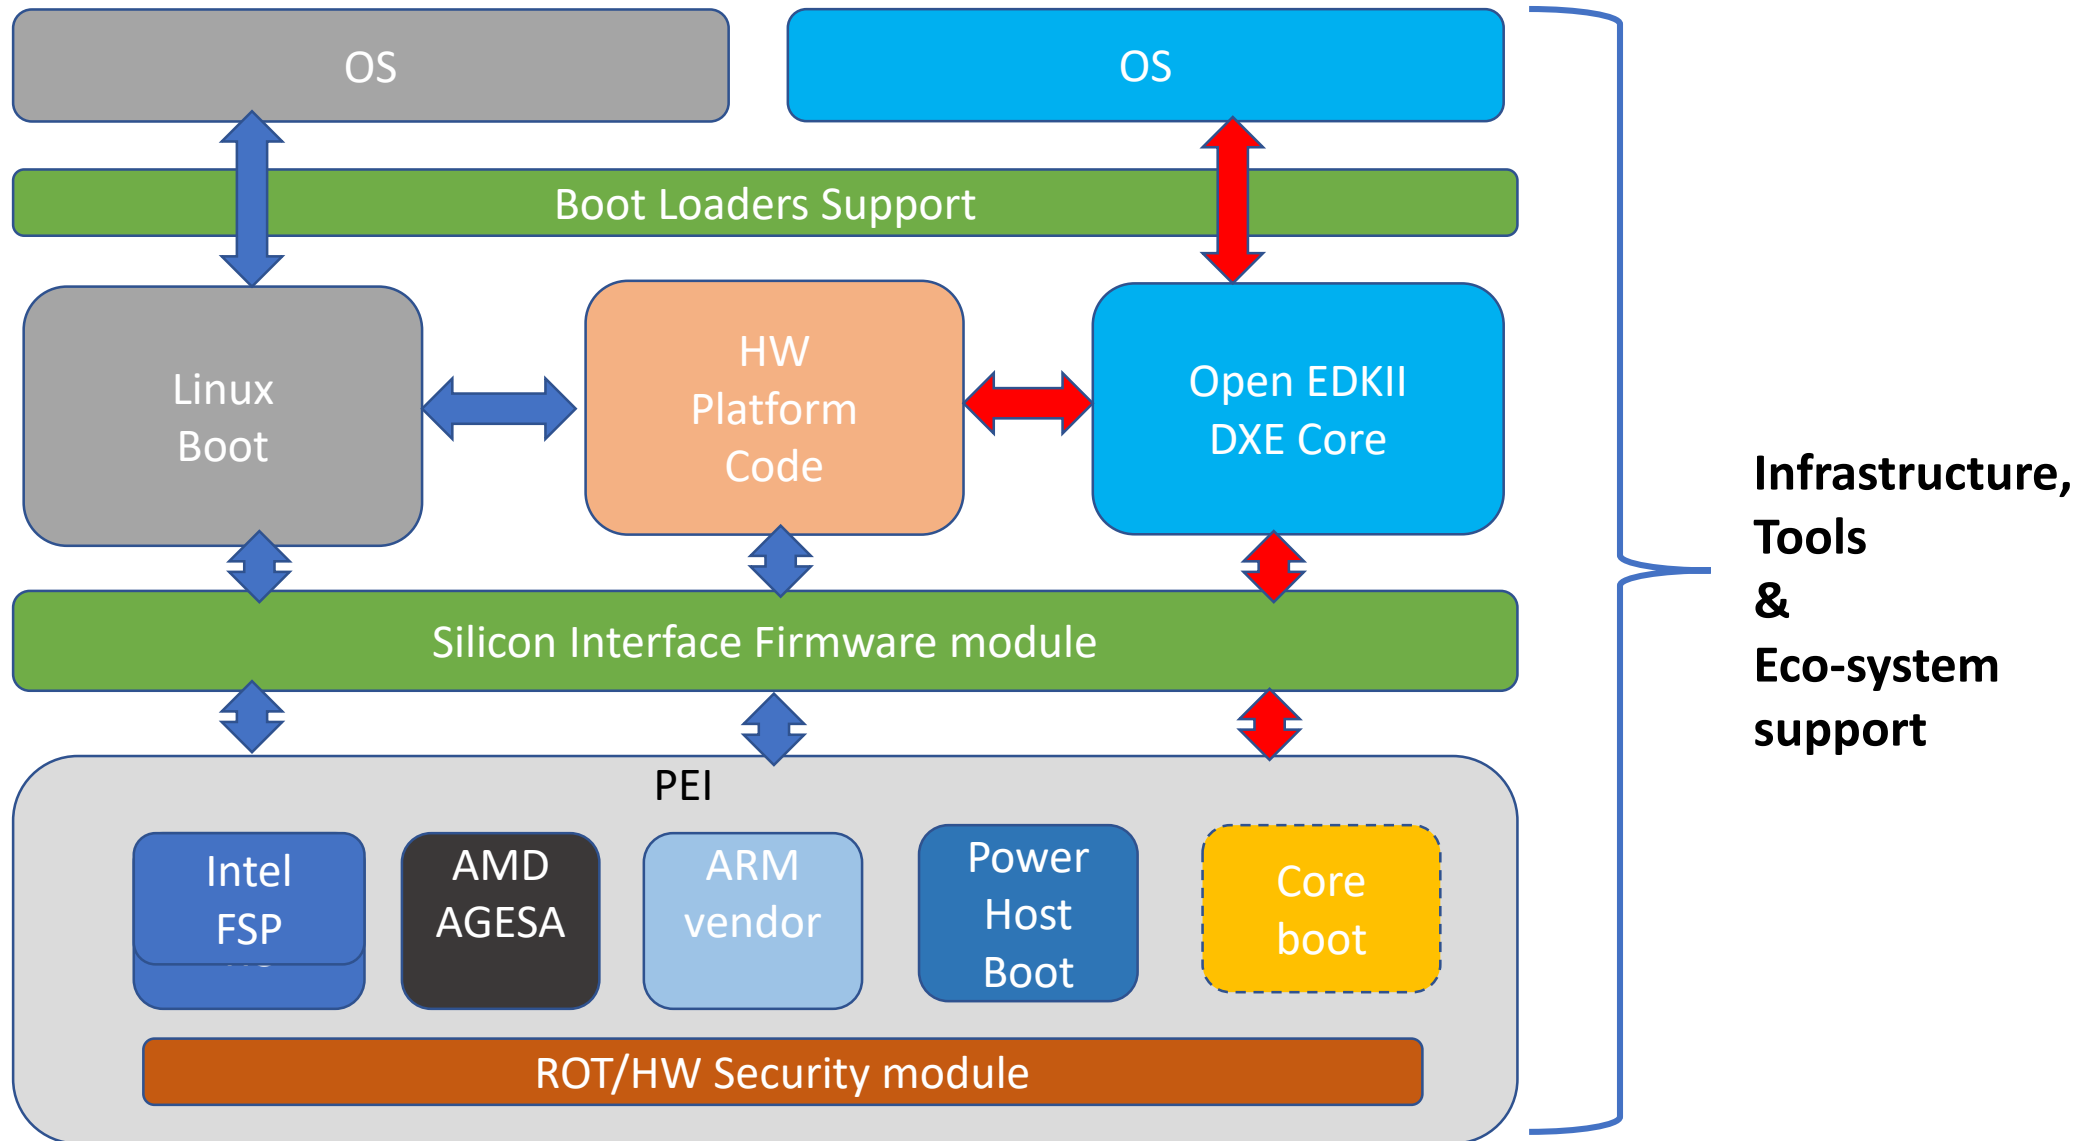 OS
OS
Boot Loaders Support
Linux
Boot
HW
Platform
Code
Open EDKII
DXE Core
Silicon Interface Firmware module
PEI
Intel
FSP
AMD
AGESA
ARM
vendor
Power
Host
Boot
Core
boot
ROT/HW Security module
Infrastructure,
Tools
&
Eco-system
support